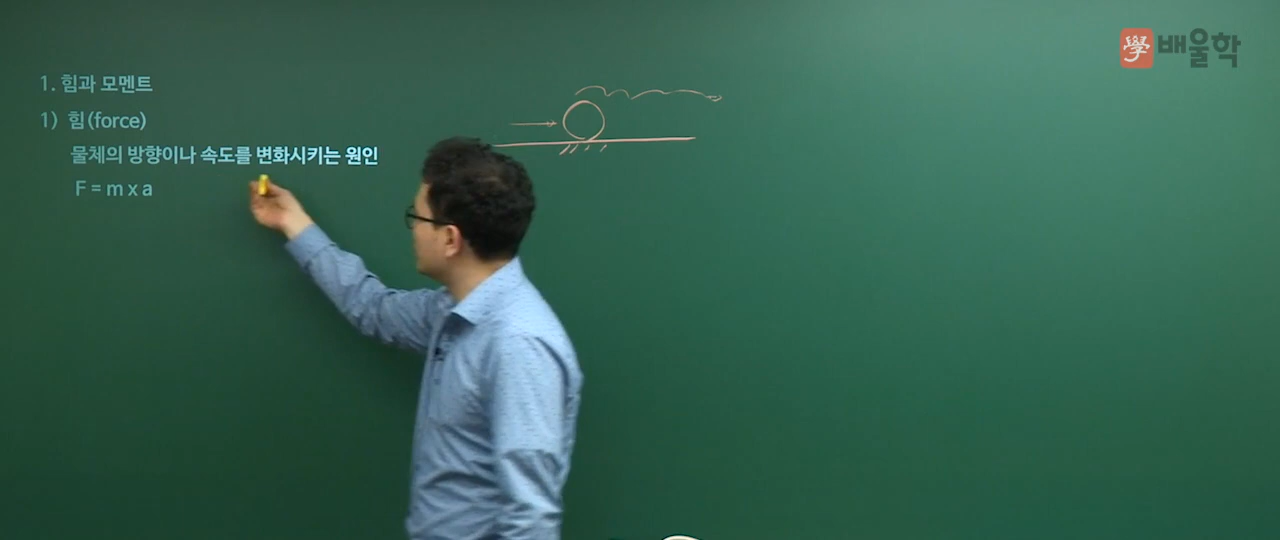 學 배울학
1. 힘과 모멘트
1) 힘(force)
물체의 방향이나 속도를 변화시키는 원인
F = m x a